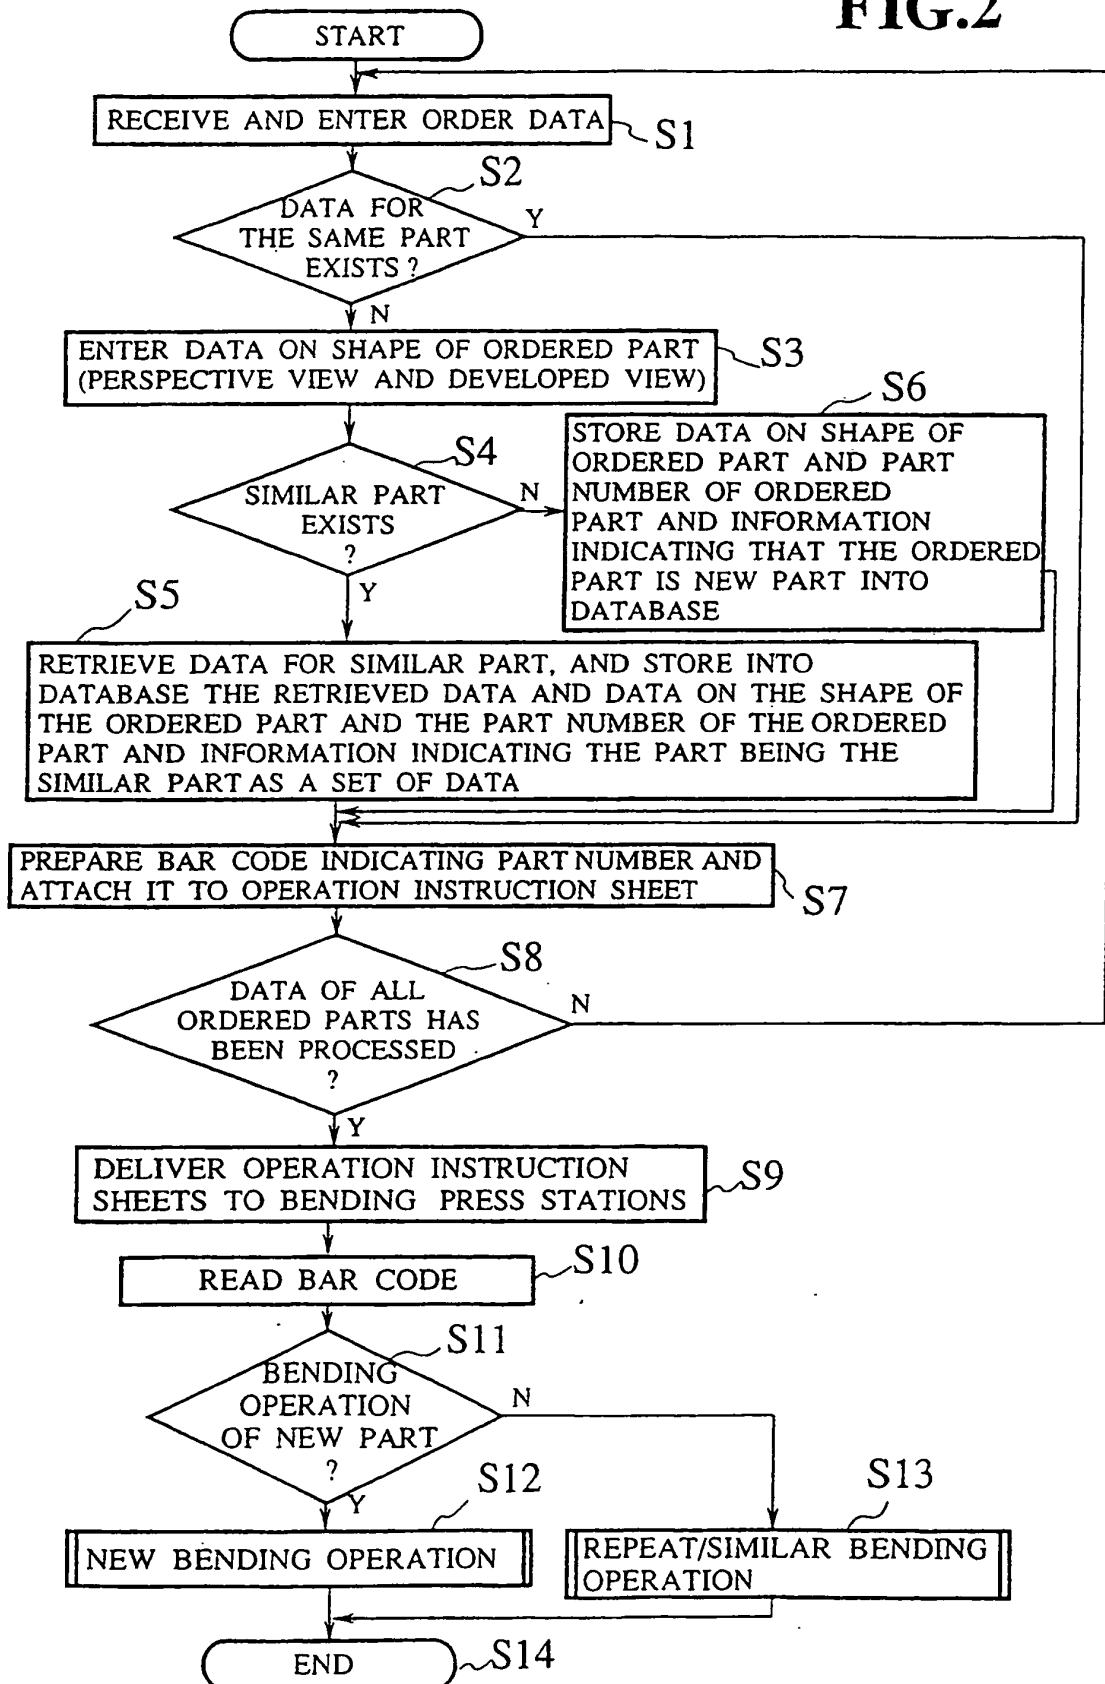 FIG.2
START
RECEIVE AND ENTER ORDER DATA
S1
S2
DATA FOR
THE SAME PART
EXISTS ?
Y
N
ENTER DATA ON SHAPE OF ORDERED PART
(PERSPECTIVE VIEW AND DEVELOPED VIEW)
S3
S4
SIMILAR PART
EXISTS
?
N
Y
S6
STORE DATA ON SHAPE OF
ORDERED PART AND PART
NUMBER OF ORDERED
PART AND INFORMATION
INDICATING THAT THE ORDERED
PART IS NEW PART INTO
DATABASE
S5
RETRIEVE DATA FOR SIMILAR PART, AND STORE INTO
DATABASE THE RETRIEVED DATA AND DATA ON THE SHAPE OF
THE ORDERED PART AND THE PART NUMBER OF THE ORDERED
PART AND INFORMATION INDICATING THE PART BEING THE
SIMILAR PART AS A SET OF DATA
PREPARE BAR CODE INDICATING PART NUMBER AND
ATTACH IT TO OPERATION INSTRUCTION SHEET
S7
S8
DATA OF ALL
ORDERED PARTS HAS
BEEN PROCESSED
?
N
Y
DELIVER OPERATION INSTRUCTION
SHEETS TO BENDING PRESS STATIONS
S9
READ BAR CODE
S10
S11
BENDING
OPERATION
OF NEW PART
?
N
Y
S12
NEW BENDING OPERATION
S13
REPEAT/SIMILAR BENDING
OPERATION
END
S14